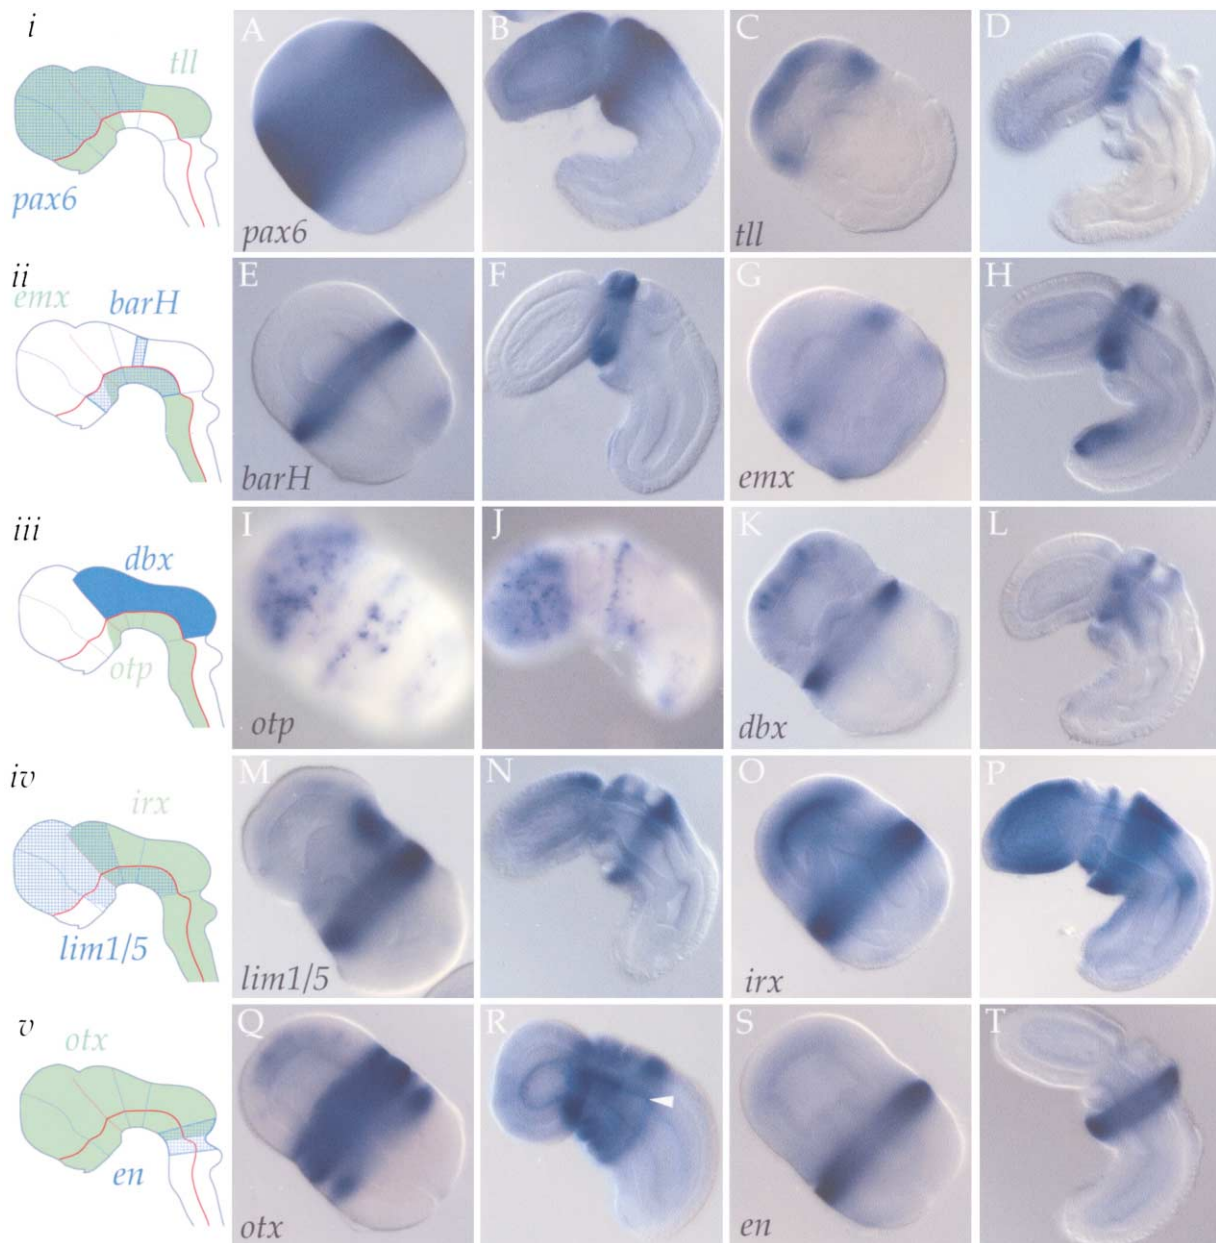 i
tll
pax6
A
pax6
B
C
tll
D
ii
emx
barH
E
barH
F
G
emx
H
iii
dbx
otp
I
otp
J
K
dbx
L
iv
irx
lim1/5
M
lim1/5
N
O
irx
P
v
otx
en
Q
otx
R
S
en
T